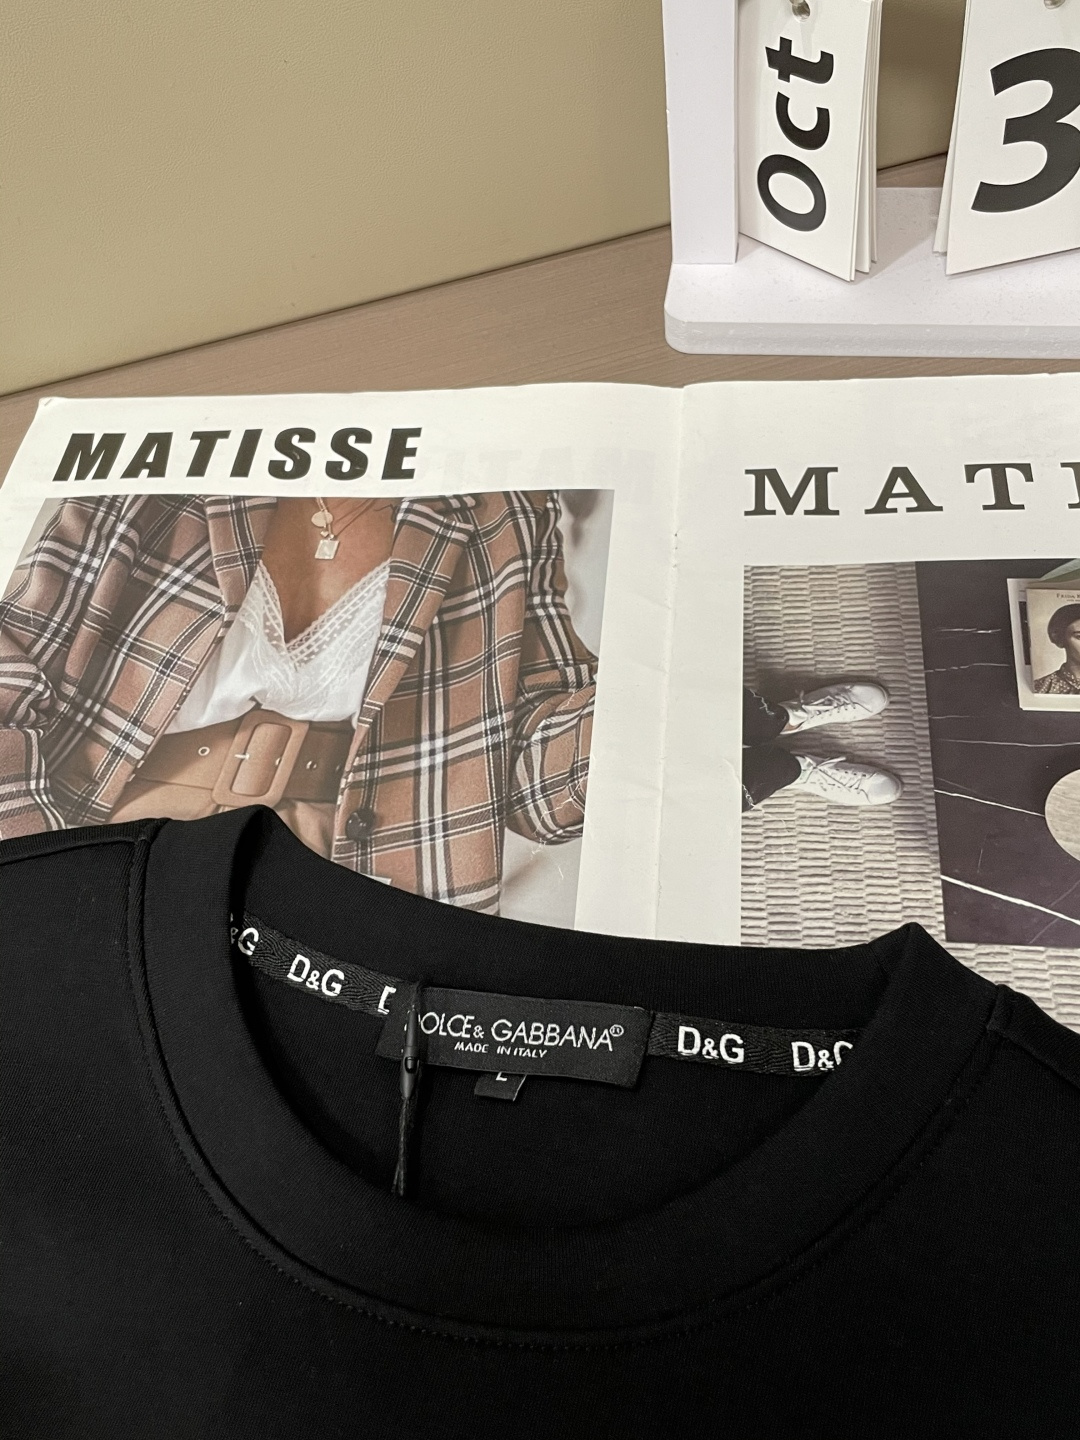 Oct
3
MATISSE
MATI
&G
D&G
DOLCE & GABBANA®
MADE IN ITALY
L
D&G
D&G